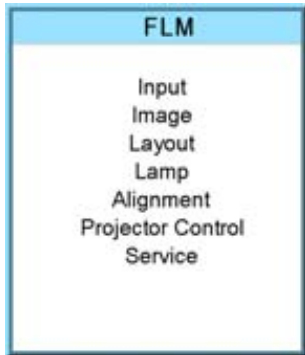 FLM
Input
Image
Layout
Lamp
Alignment
Projector Control
Service